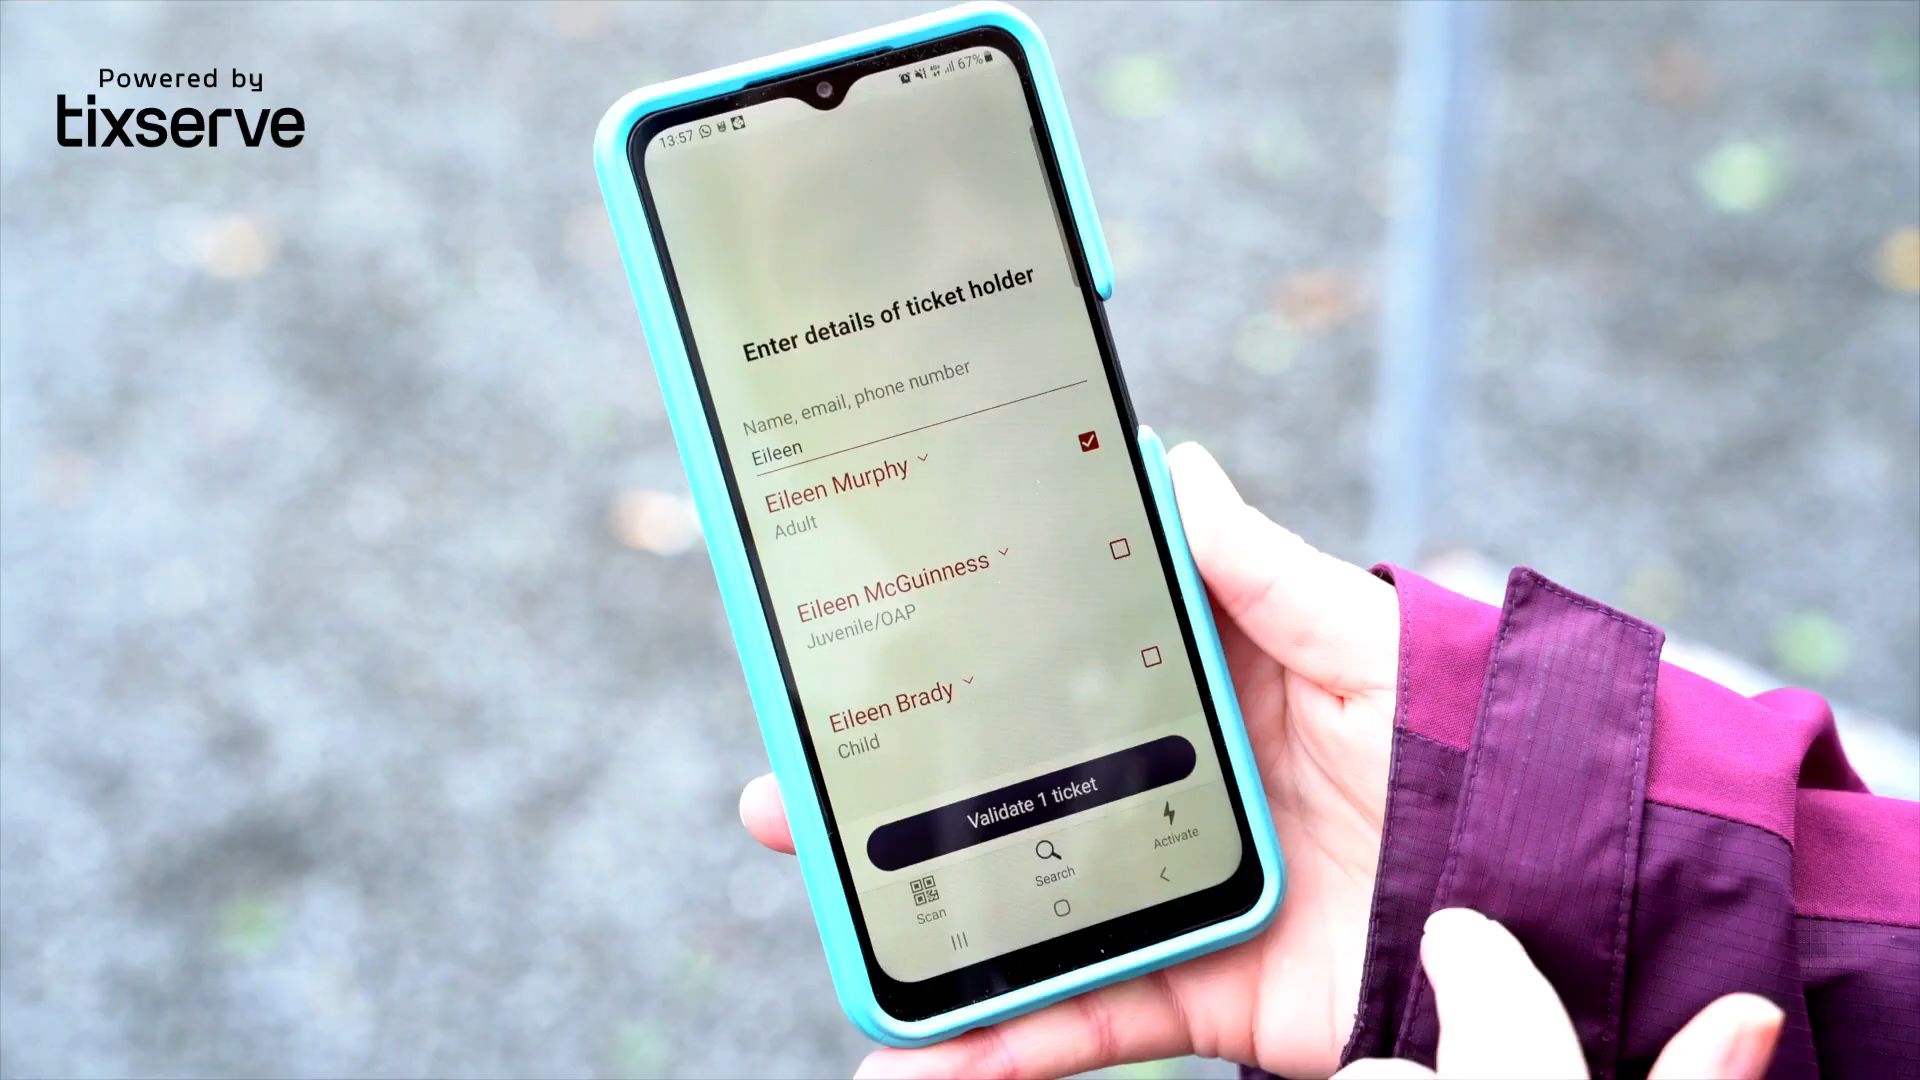 Powered by
tixserve
13:57
67%
Enter details of ticket holder
Name, email, phone number
Eileen
Eileen Murphy
Adult
Eileen McGuinness
Juvenile/OAP
Eileen Brady
Child
Validate 1 ticket
Scan
Search
Activate